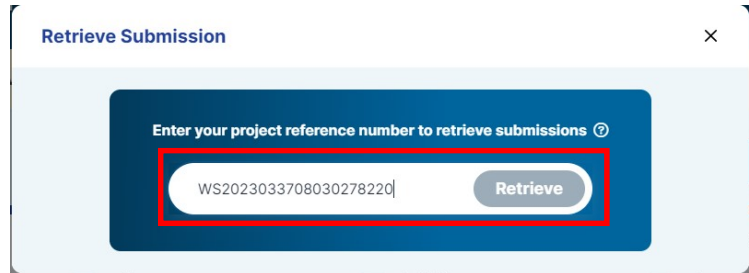 Retrieve Submission
Enter your project reference number to retrieve submissions
WS2023033708030278220
Retrieve